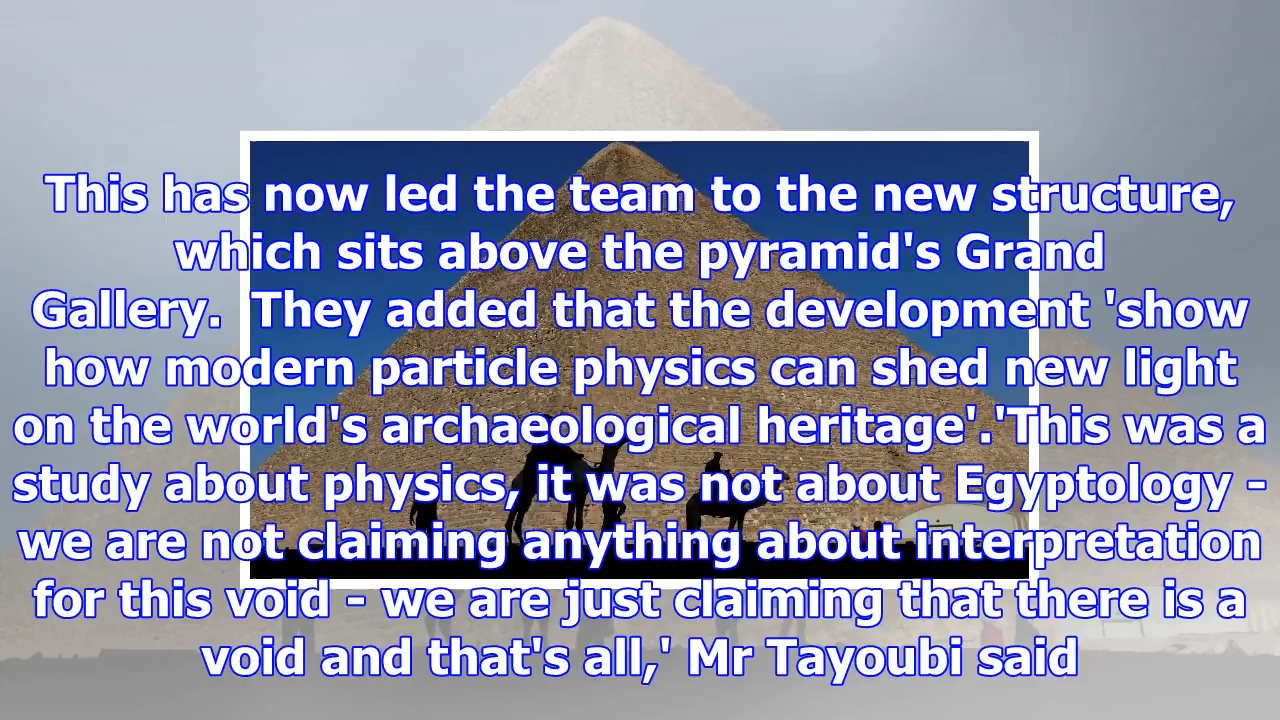 This has now led the team to the new structure,
which sits above the pyramid's Grand
Gallery.  They added that the development 'show
how modern particle physics can shed new light
on the world's archaeological heritage'.'This was a
study about physics, it was not about Egyptology -
we are not claiming anything about interpretation
for this void - we are just claiming that there is a
void and that's all,' Mr Tayoubi said